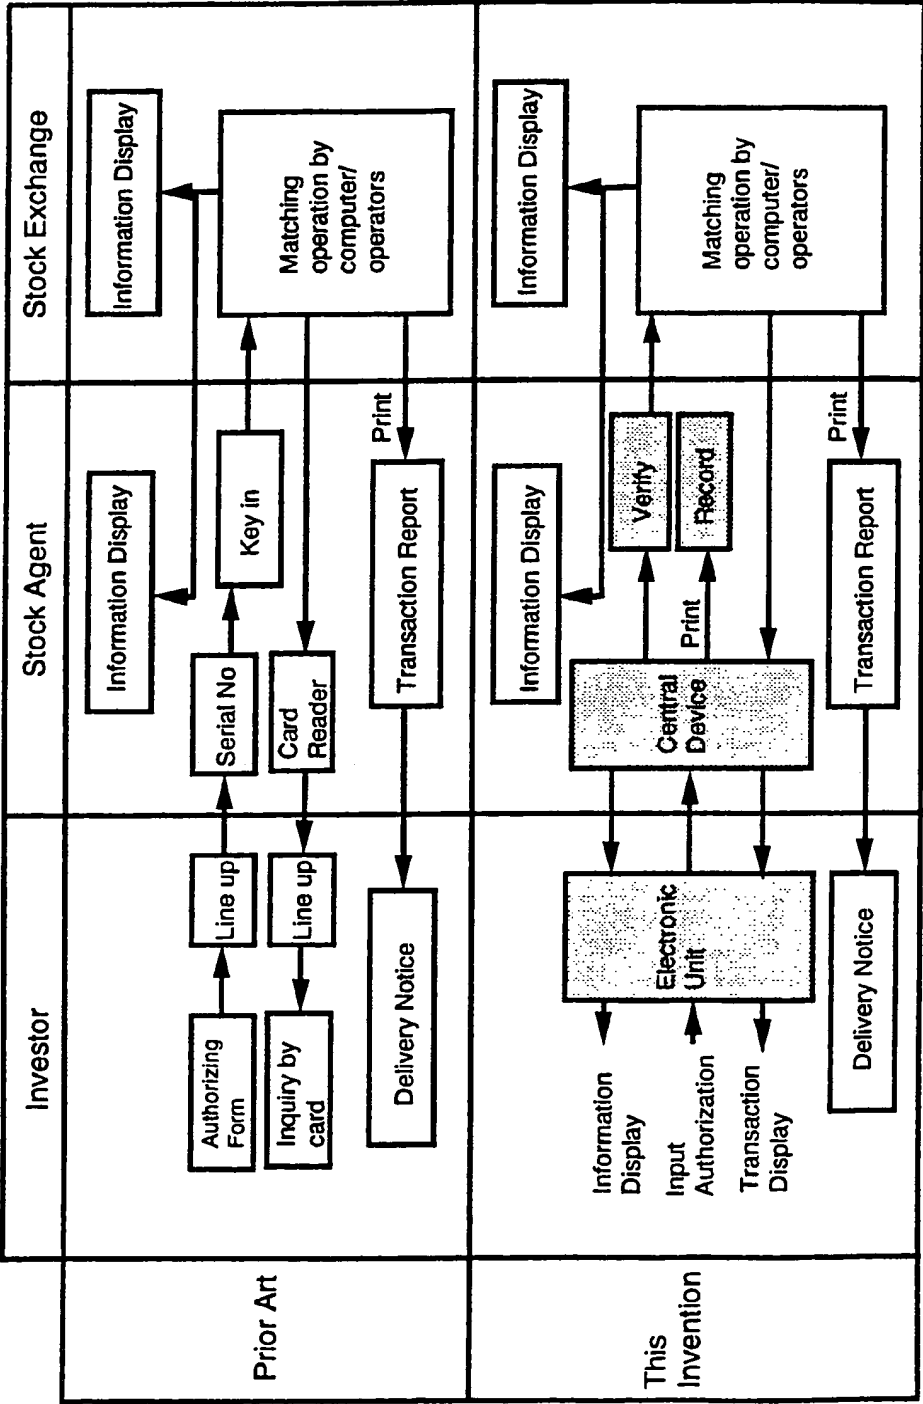 Investor
Stock Agent
Stock Exchange
Prior Art
Authorizing
Form
Line up
Serial No
Key in
Information Display
Information Display
Matching
operation by
computer/
operators
Inquiry by
card
Line up
Card
Reader
Delivery Notice
Transaction Report
Print
This
Invention
Information
Display
Input
Authorization
Transaction
Display
Electronic
Unit
Central
Device
Information Display
Verify
Print
Record
Information Display
Matching
operation by
computer/
operators
Delivery Notice
Transaction Report
Print